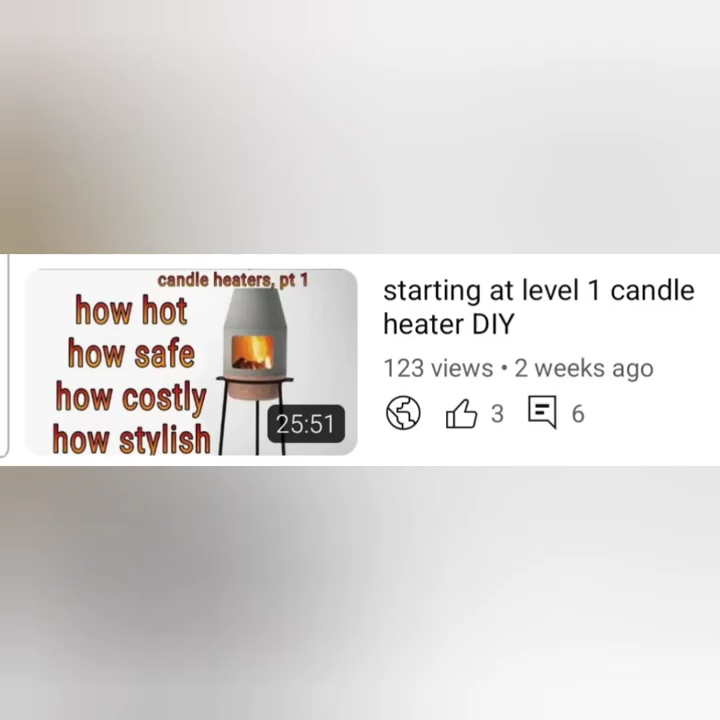 candle heaters, pt 1
how hot
how safe
how costly
how stylish
25:51
starting at level 1 candle
heater DIY
123 views • 2 weeks ago
3
6